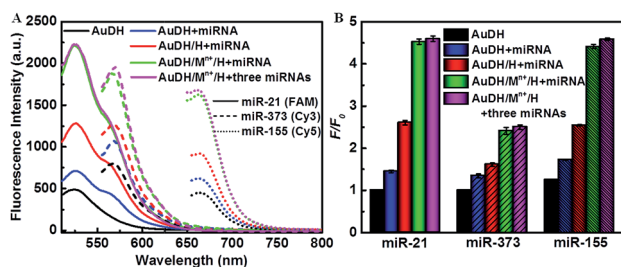 A
Fluorescence Intensity
2500
2000
1500
1000
500
0
AuDH
AuDH+miRNA
AuDH/H+miRNA
AuDH/Mⁿ⁺/H+miRNA
AuDH/Mⁿ⁺/H+three miRNAs
miR-21 (FAM)
miR-373 (Cy3)
miR-155 (Cy5)
550 600 650 700 750 800
Wavelength (nm)
B
F/F₀
6
4
2
0
AuDH
AuDH+miRNA
AuDH/H+miRNA
AuDH/Mⁿ⁺/H+miRNA
AuDH/Mⁿ⁺/H
+three miRNAs
miR-21 miR-373 miR-155